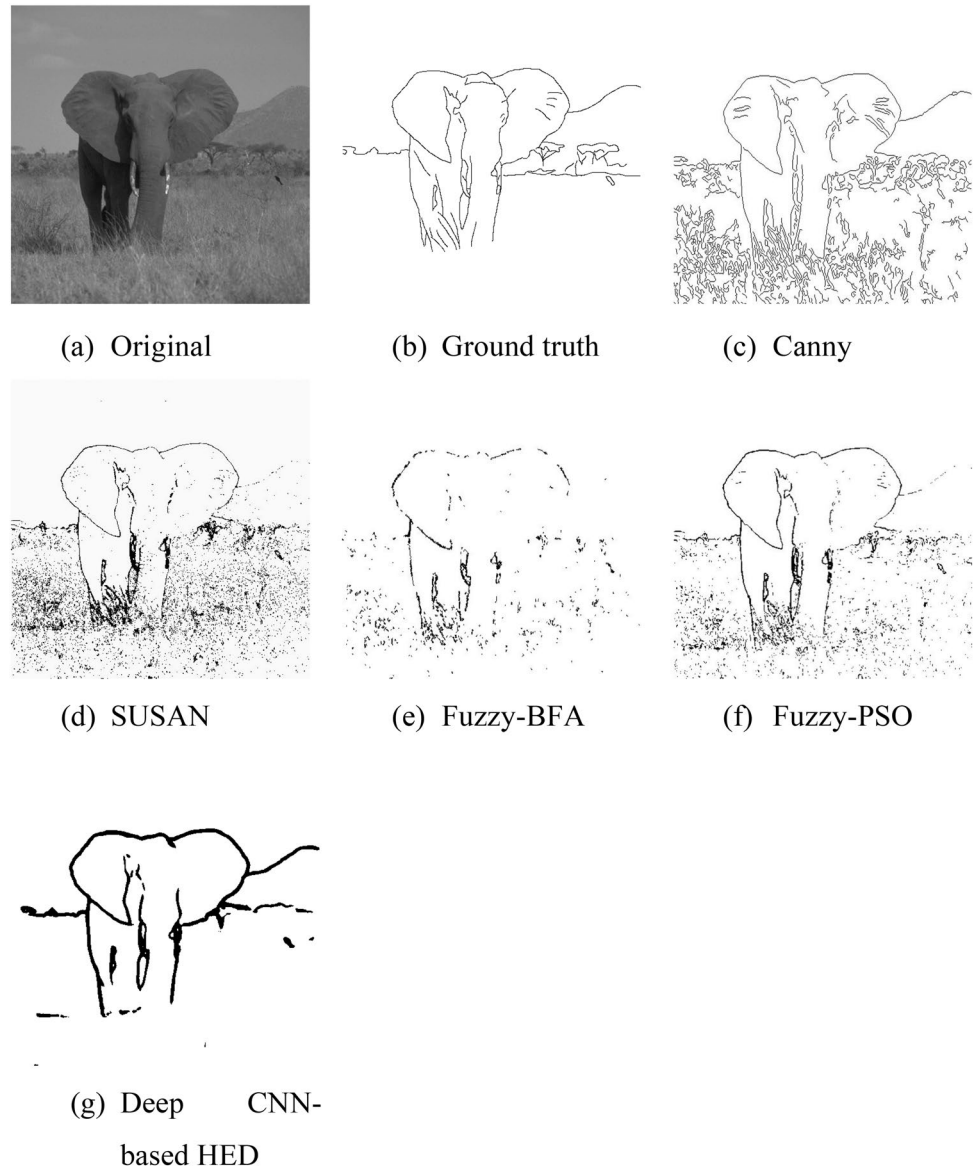 (a) Original
(b) Ground truth
(c) Canny
(d) SUSAN
(e) Fuzzy-BFA
(f) Fuzzy-PSO
(g) Deep CNN-
based HED